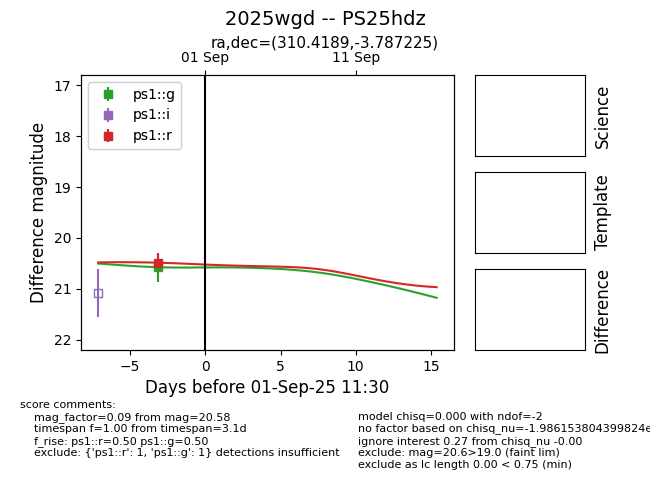 2025wgd -- PS25hdz
ra,dec=(310.4189,-3.787225)
01 Sep
11 Sep
17
18
19
20
21
22
Difference magnitude
ps1::g
ps1::i
ps1::r
−5
0
5
10
15
Days before 01-Sep-25 11:30
Science
Template
Difference
score comments:
mag_factor=0.09 from mag=20.58
timespan f=1.00 from timespan=3.1d
f_rise: ps1::r=0.50 ps1::g=0.50
exclude: {'ps1::r': 1, 'ps1::g': 1} detections insufficient
model chisq=0.000 with ndof=-2
no factor based on chisq_nu=-1.986153804399824e
ignore interest 0.27 from chisq_nu -0.00
exclude: mag=20.6>19.0 (faint lim)
exclude as lc length 0.00 < 0.75 (min)